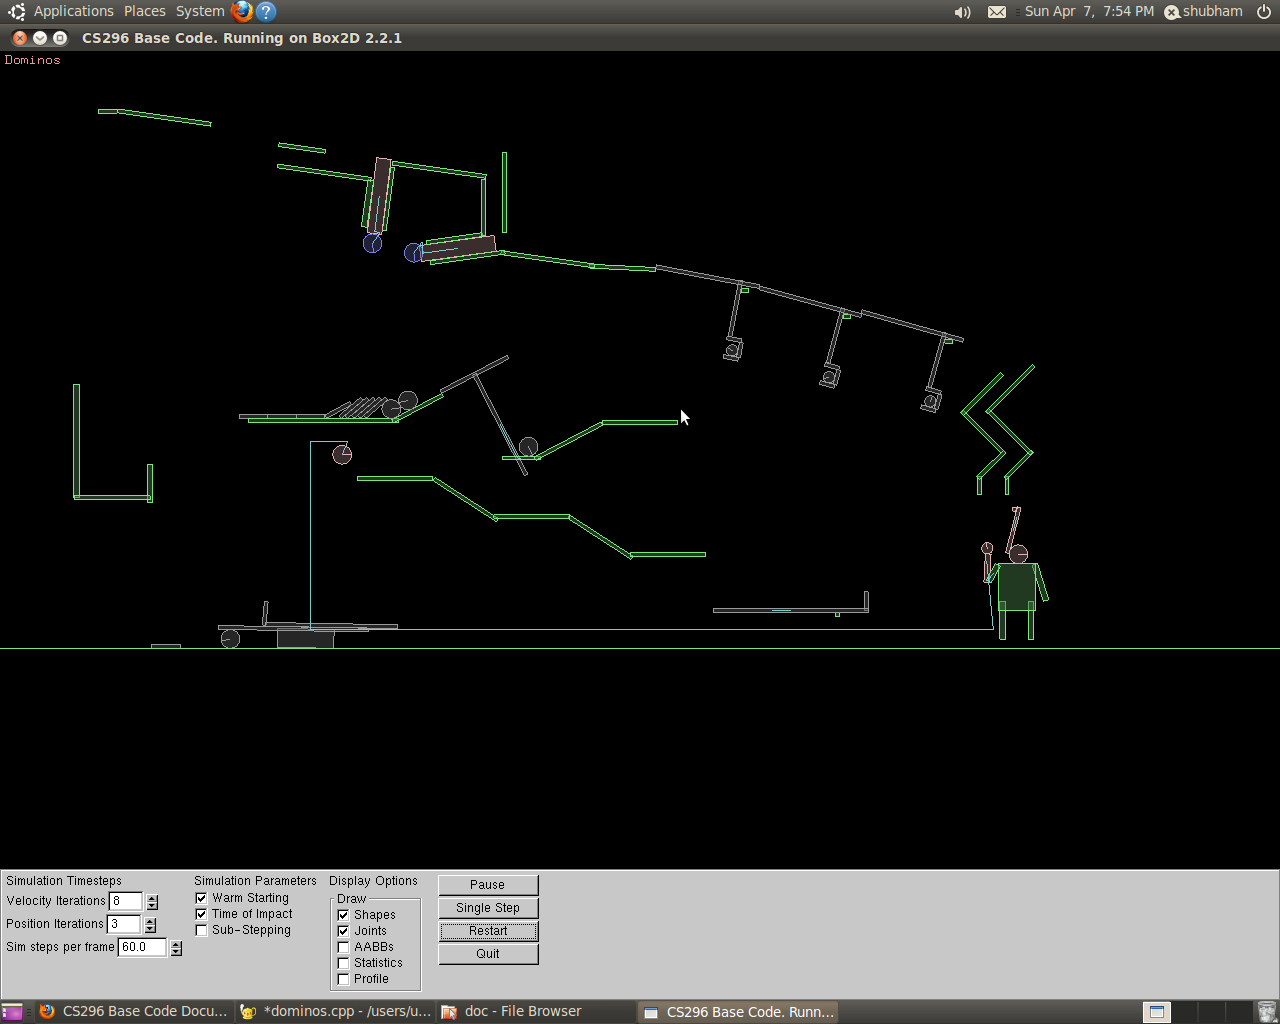 Applications Places System Sun Apr 7, 7:54 PM shubham
CS296 Base Code. Running on Box2D 2.2.1
Dominos
Simulation Timesteps
Velocity Iterations 8
Position Iterations 3
Sim steps per frame 60.0
Simulation Parameters
Warm Starting
Time of Impact
Sub-Stepping
Display Options
Draw
Shapes
Joints
AABBs
Statistics
Profile
Pause
Single Step
Restart
Quit
CS296 Base Code Docu... *dominos.cpp - /users/u... doc - File Browser CS296 Base Code. Runn...